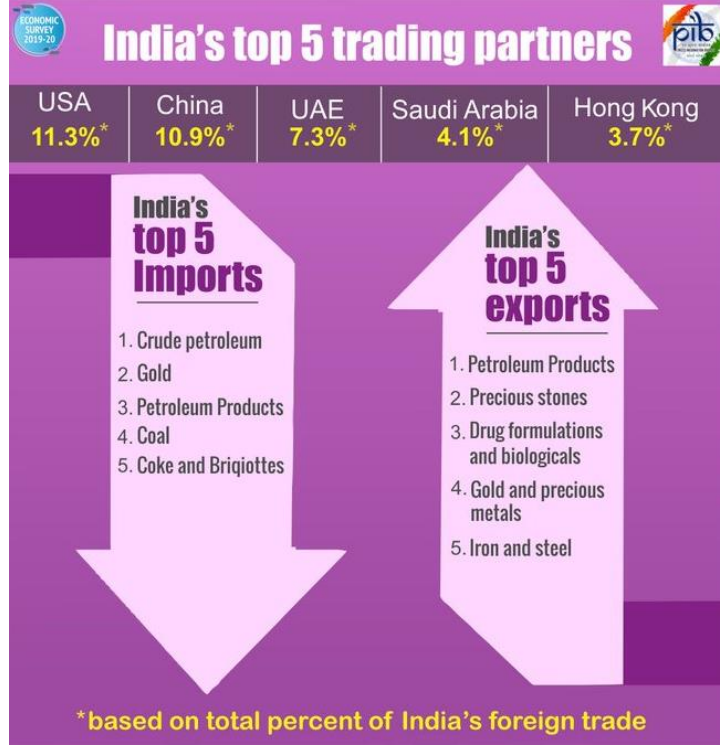 ECONOMIC
SURVEY
2019-20
India's top 5 trading partners
pib
USA
11.3%*
China
10.9%*
UAE
7.3%*
Saudi Arabia
4.1%*
Hong Kong
3.7%*
India's
top 5
Imports
1. Crude petroleum
2. Gold
3. Petroleum Products
4. Coal
5. Coke and Briqiottes
India's
top 5
exports
1. Petroleum Products
2. Precious stones
3. Drug formulations
and biologicals
4. Gold and precious
metals
5. Iron and steel
*based on total percent of India's foreign trade